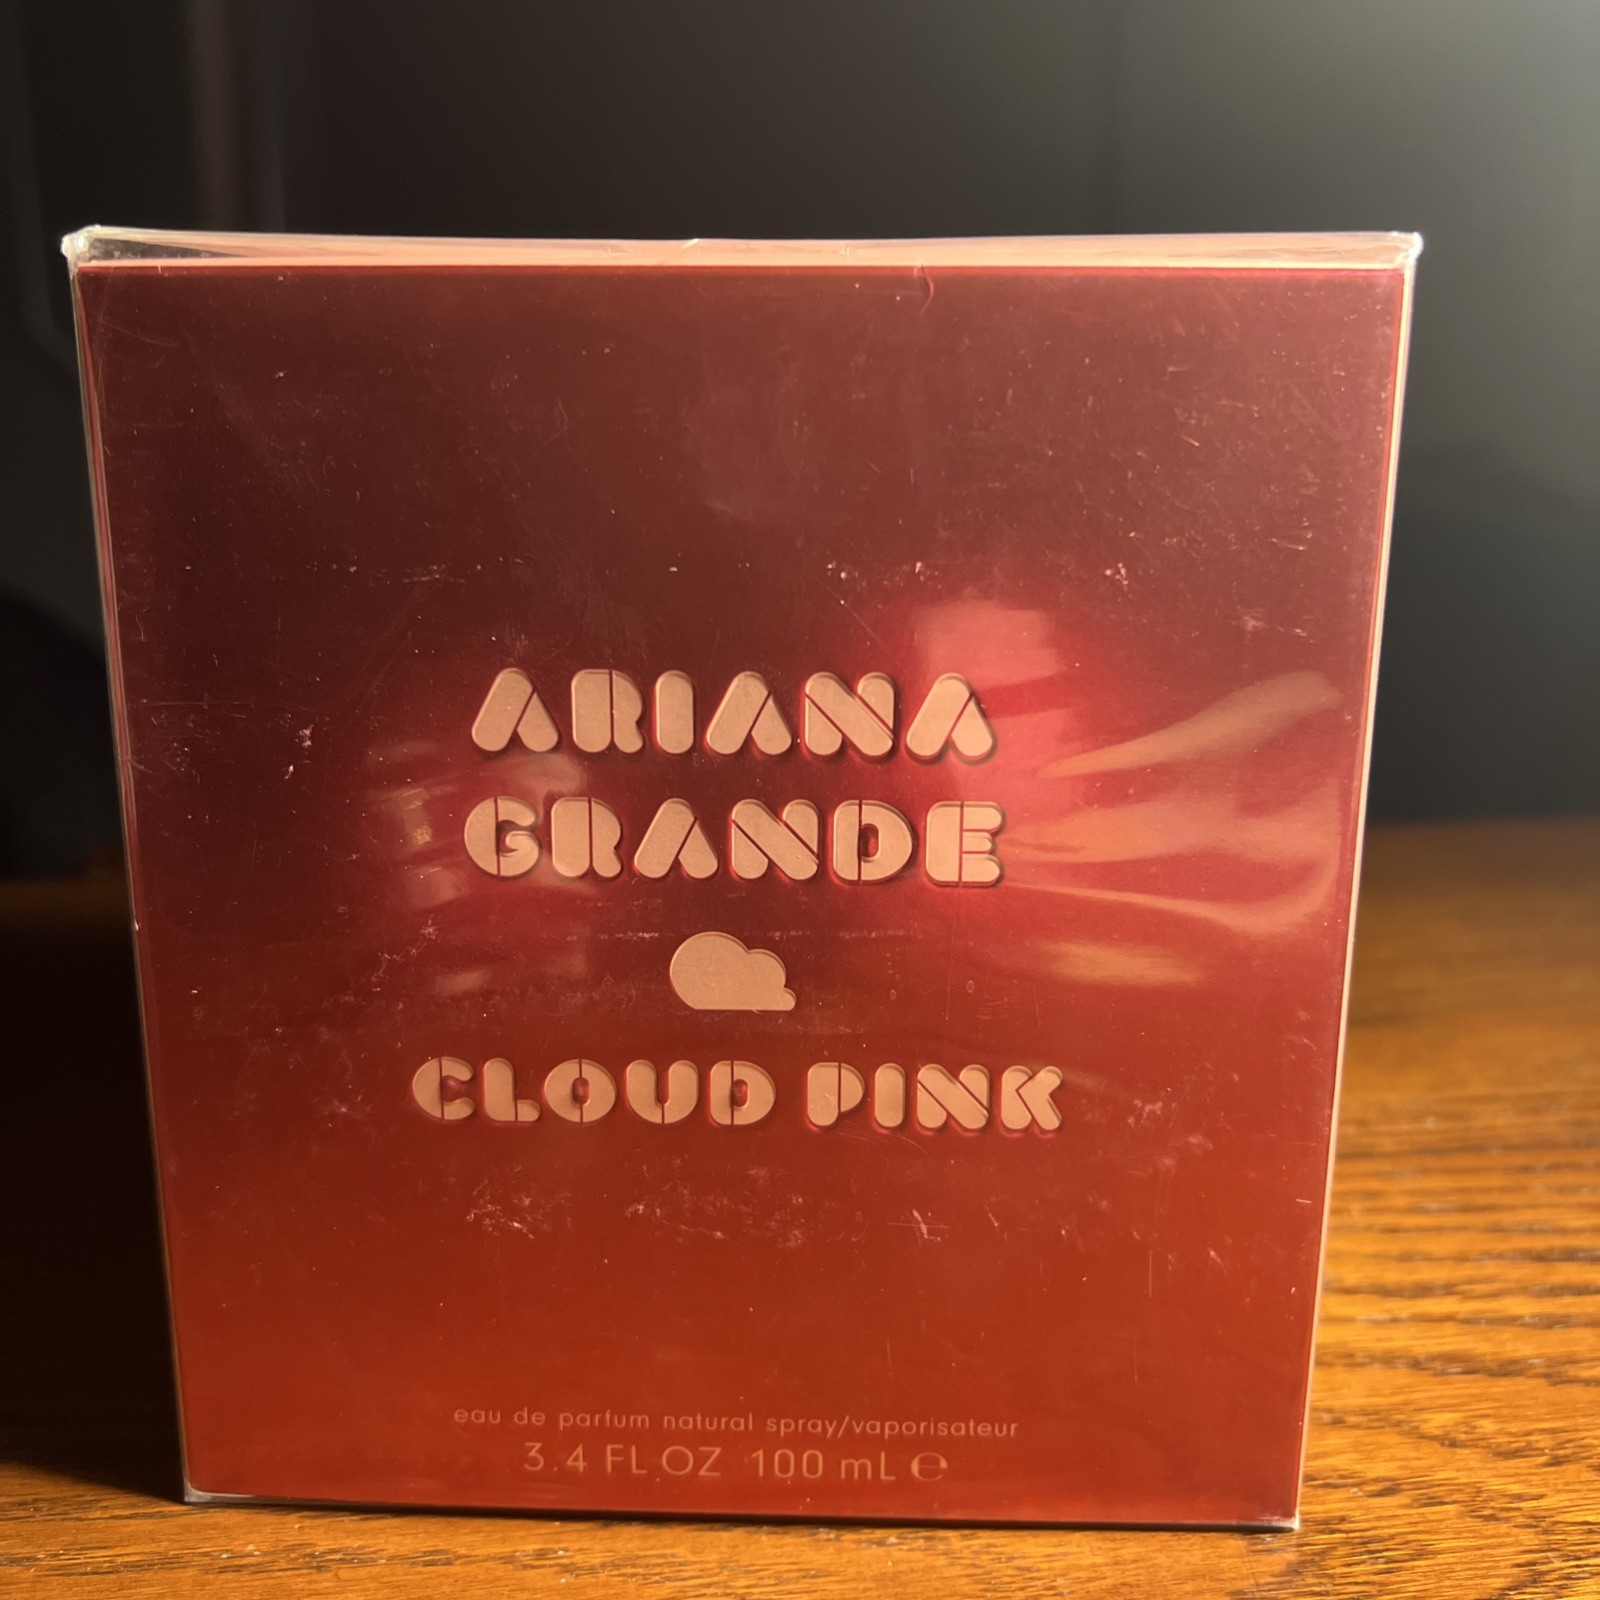 ARIANA
GRANDE
CLOUD PINK
eau de parfum natural spray/vaporisateur
3.4 FL.OZ 100 mL ℮